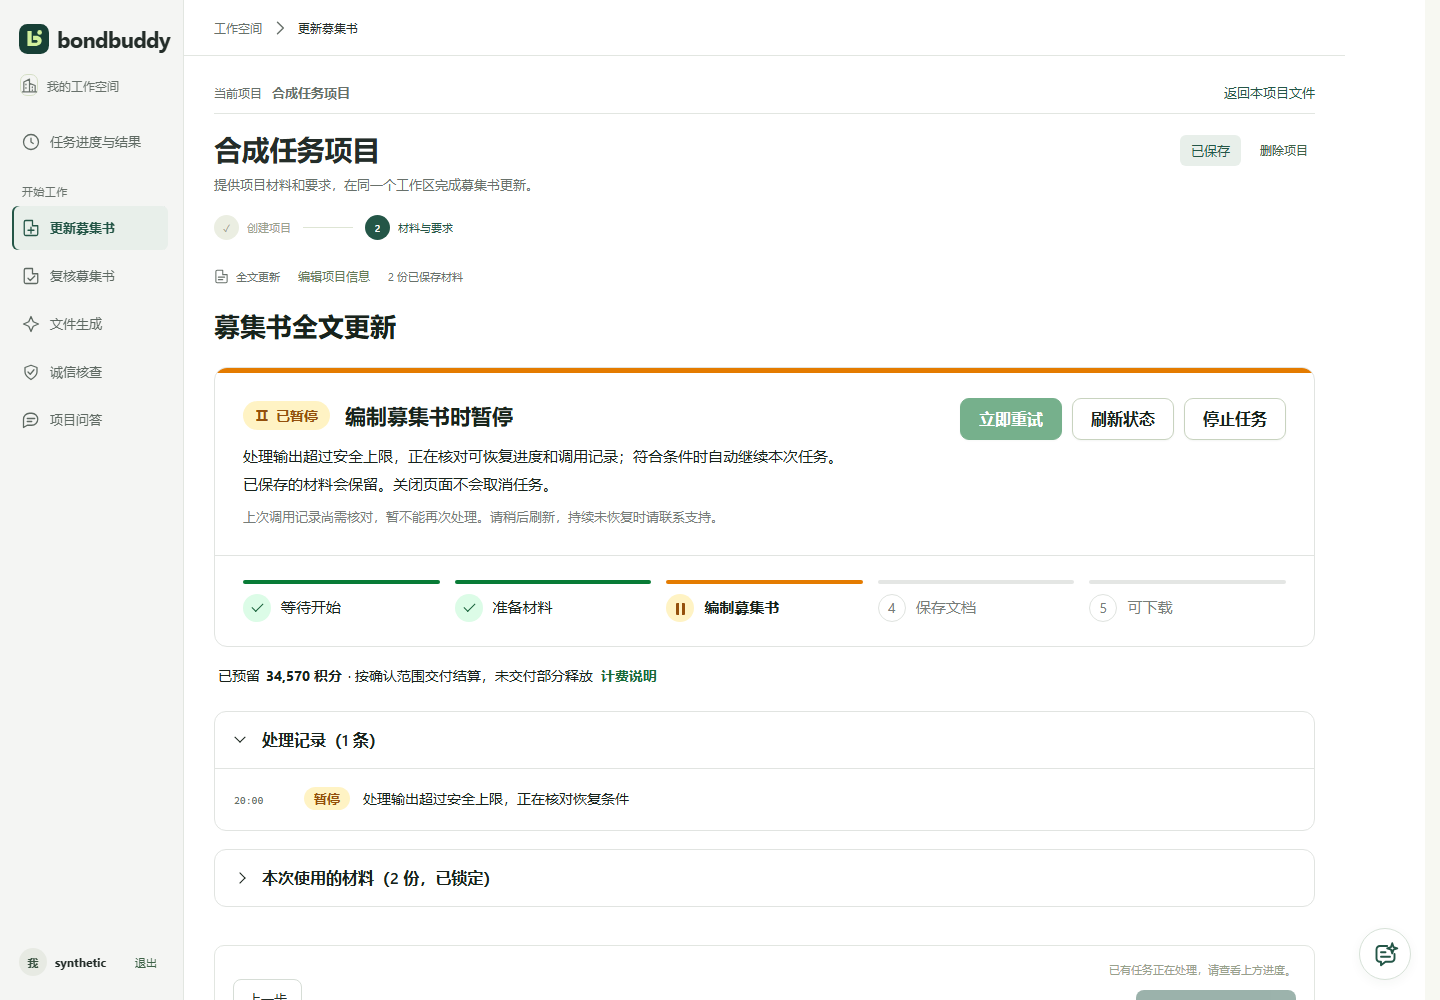 bondbuddy
我的工作空间
任务进度与结果
开始工作
更新募集书
复核募集书
文件生成
诚信核查
项目问答
我 synthetic 退出
工作空间 更新募集书
当前项目 合成任务项目 返回本项目文件
合成任务项目 已保存 删除项目
提供项目材料和要求，在同一个工作区完成募集书更新。
创建项目 2 材料与要求
全文更新 编辑项目信息 2 份已保存材料
募集书全文更新
已暂停 编制募集书时暂停 立即重试 刷新状态 停止任务
处理输出超过安全上限，正在核对可恢复进度和调用记录；符合条件时自动继续本次任务。
已保存的材料会保留。关闭页面不会取消任务。
上次调用记录尚需核对，暂不能再次处理。请稍后刷新，持续未恢复时请联系支持。
等待开始 准备材料 编制募集书 4 保存文档 5 可下载
已预留 34,570 积分 · 按确认范围交付结算，未交付部分释放 计费说明
处理记录（1 条）
20:00 暂停 处理输出超过安全上限，正在核对恢复条件
本次使用的材料（2 份，已锁定）
已有任务正在处理，请查看上方进度。
上一步